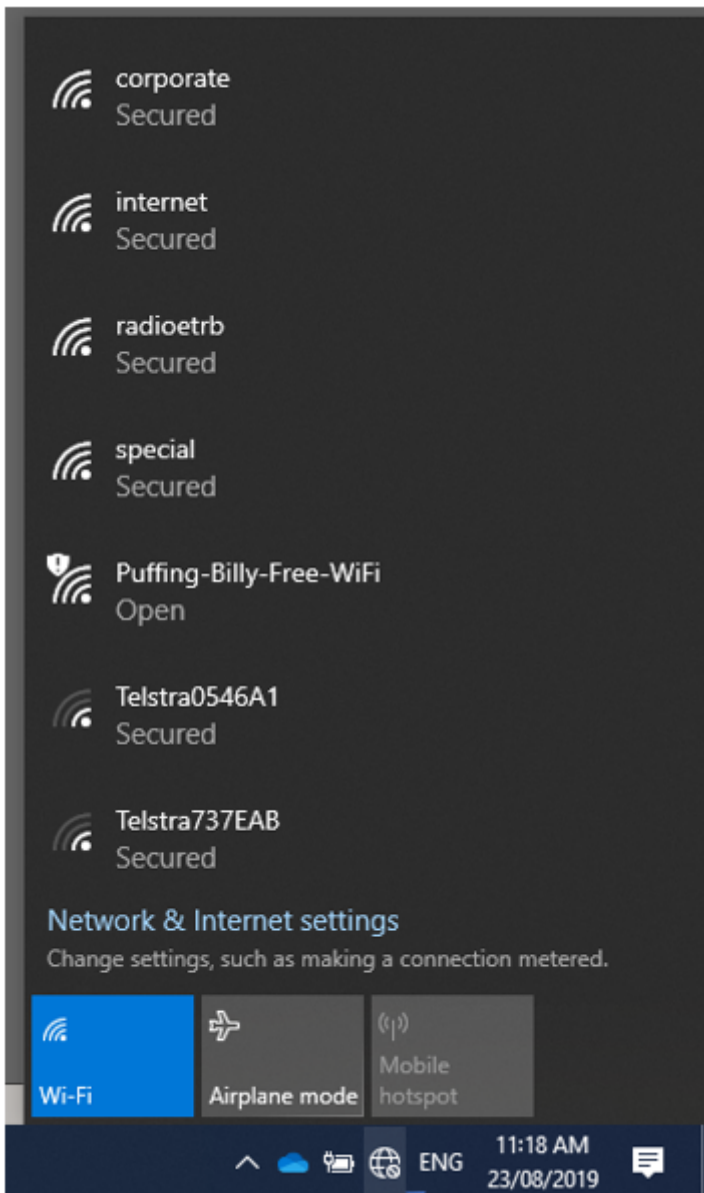 corporate
Secured
internet
Secured
radioetrb
Secured
special
Secured
Puffing-Billy-Free-WiFi
Open
Telstra0546A1
Secured
Telstra737EAB
Secured
Network & Internet settings
Change settings, such as making a connection metered.
Wi-Fi
Airplane mode
Mobile
hotspot
ENG
11:18 AM
23/08/2019